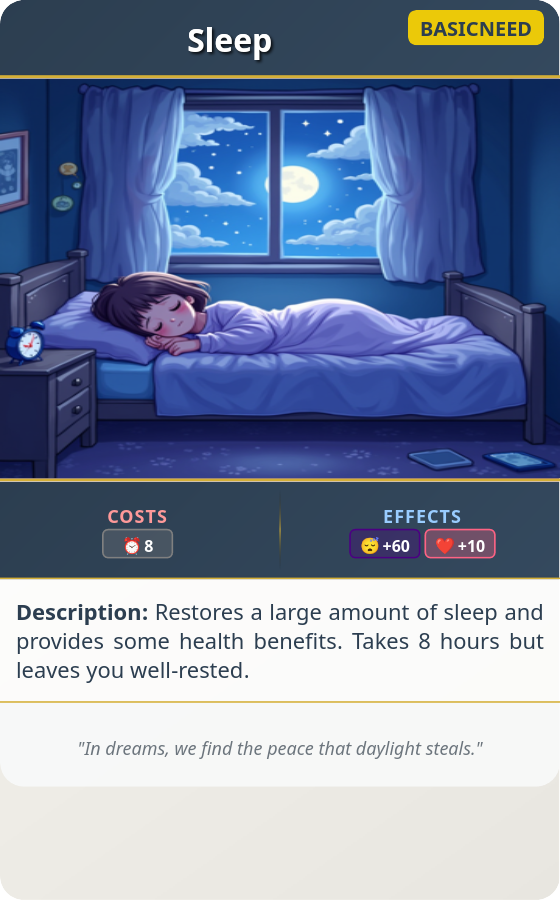 Sleep
BASICNEED
COSTS
⏰ 8
EFFECTS
😴 +60
❤️ +10
Description: Restores a large amount of sleep and
provides some health benefits. Takes 8 hours but
leaves you well-rested.
"In dreams, we find the peace that daylight steals."